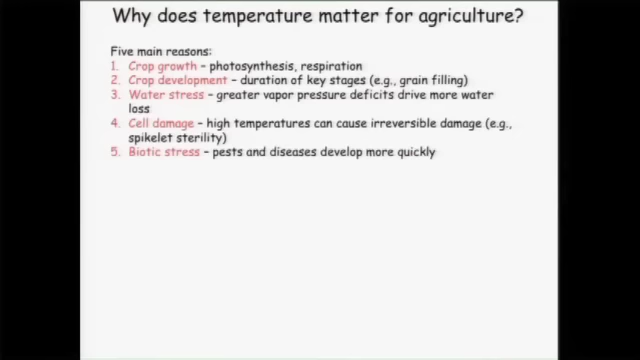 Why does temperature matter for agriculture?
Five main reasons:
1. Crop growth – photosynthesis, respiration
2. Crop development – duration of key stages (e.g., grain filling)
3. Water stress – greater vapor pressure deficits drive more water
loss
4. Cell damage – high temperatures can cause irreversible damage (e.g.,
spikelet sterility)
5. Biotic stress – pests and diseases develop more quickly